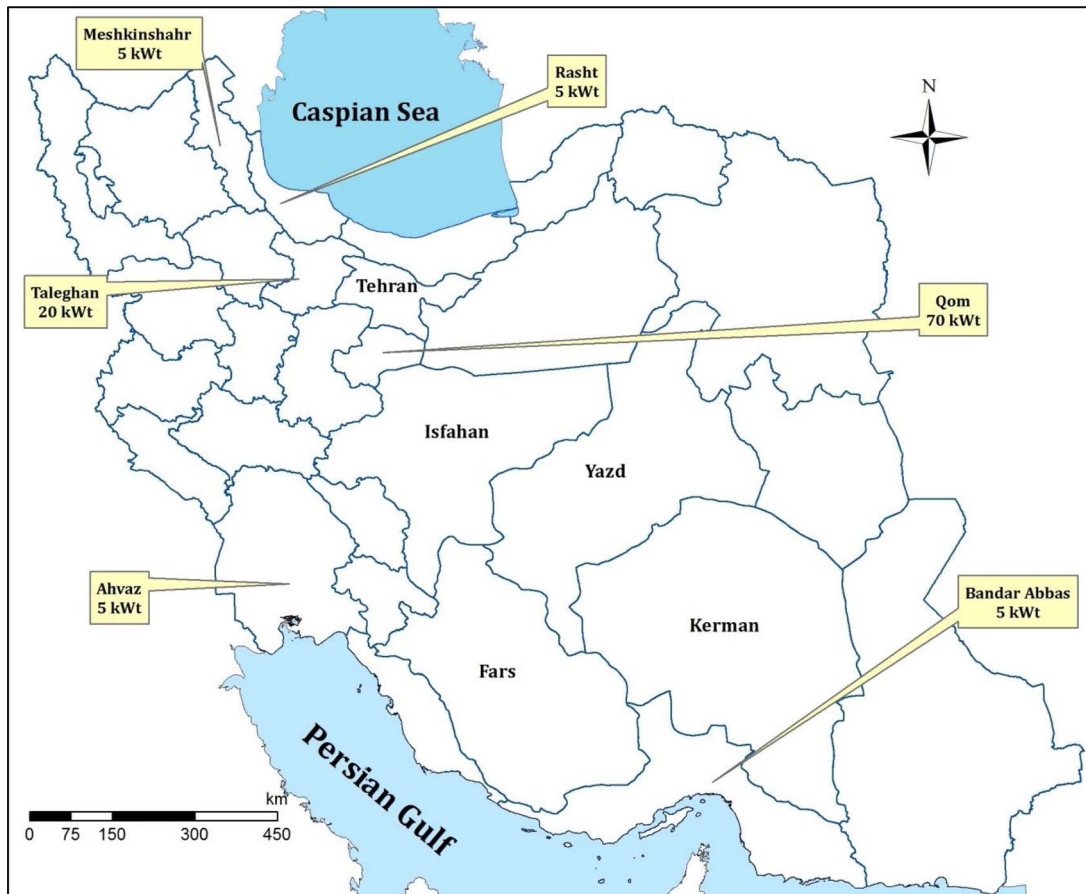 Meshkinshahr
5 kWt
Rasht
5 kWt
Caspian Sea
N
Taleghan
20 kWt
Tehran
Qom
70 kWt
Isfahan
Yazd
Ahvaz
5 kWt
Bandar Abbas
5 kWt
Kerman
Fars
Persian Gulf
km
0 75 150 300 450